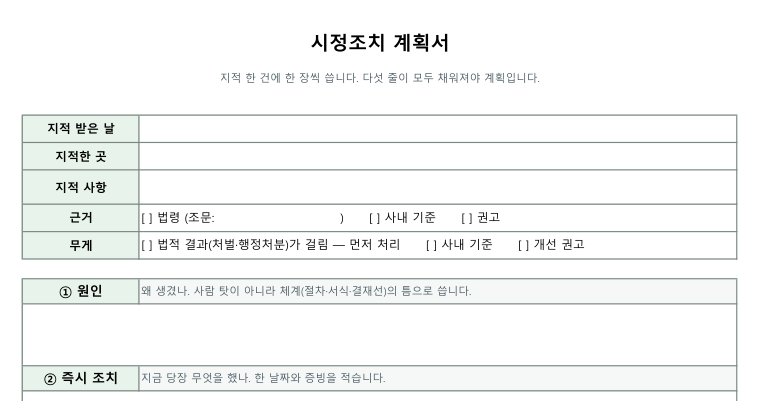 시정조치 계획서
지적 한 건에 한 장씩 씁니다. 다섯 줄이 모두 채워져야 계획입니다.
지적 받은 날
지적한 곳
지적 사항
근거 [ ] 법령 (조문: ) [ ] 사내 기준 [ ] 권고
무게 [ ] 법적 결과(처벌·행정처분)가 걸림 — 먼저 처리 [ ] 사내 기준 [ ] 개선 권고
① 원인 왜 생겼나. 사람 탓이 아니라 체계(절차·서식·결재선)의 틈으로 씁니다.
② 즉시 조치 지금 당장 무엇을 했나. 한 날짜와 증빙을 적습니다.